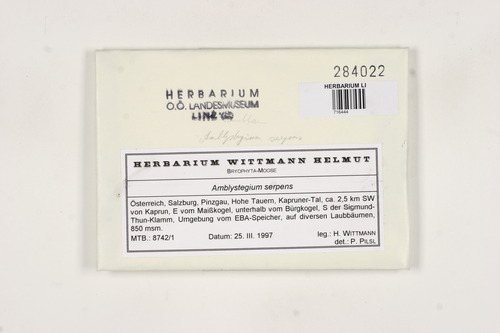 284022
HERBARIUM LI
HERBARIUM
O.Ö. LANDESMUSEUM
LINZ
Amblystegium serpens
HERBARIUM WITTMANN HELMUT
BRYOPHYTA-MOOSE
Amblystegium serpens
Österreich, Salzburg, Pinzgau, Hohe Tauern, Kapruner-Tal, ca. 2,5 km SW
von Kaprun, E vom Maißkogel, unterhalb vom Bürgkogel, S der Sigmund-
Thun-Klamm, Umgebung vom EBA-Speicher, auf diversen Laubbäumen,
850 msm.
MTB.: 8742/1 Datum: 25. III. 1997 leg.: H. WITTMANN
det.: P. PILSL